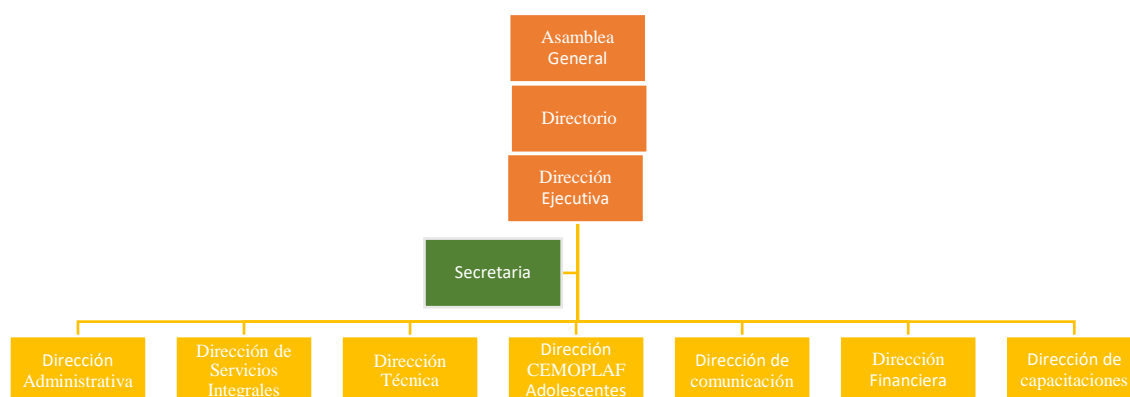 Asamblea
General
Directorio
Dirección
Ejecutiva
Secretaria
Dirección
Administrativa
Dirección de
Servicios
Integrales
Dirección
Técnica
Dirección
CEMOPLAF
Adolescentes
Dirección de
comunicación
Dirección
Financiera
Dirección de
capacitaciones